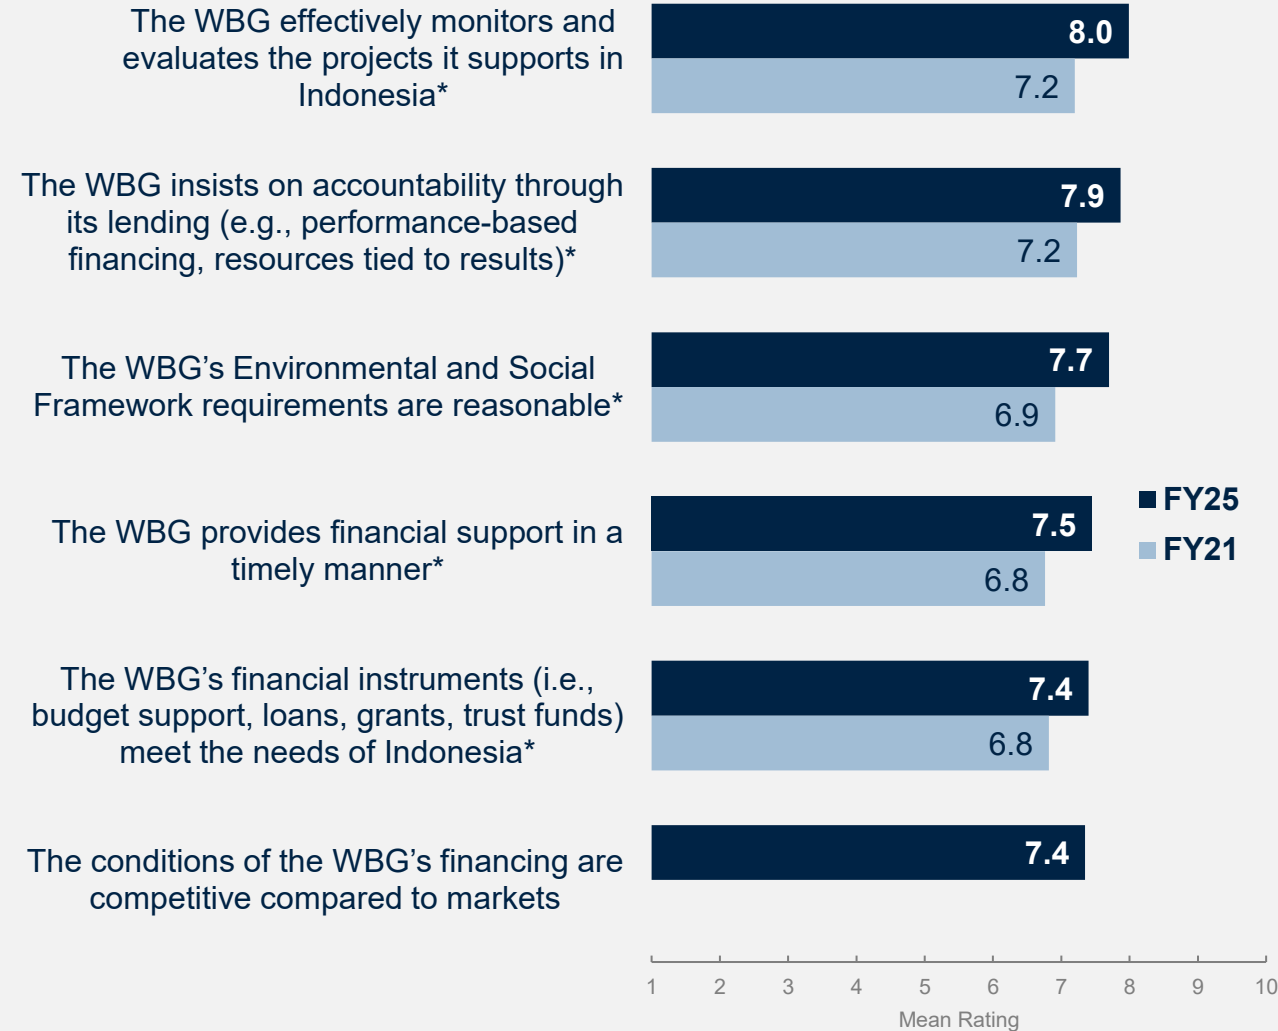 The WBG effectively monitors and
evaluates the projects it supports in
Indonesia*
8.0
7.2
The WBG insists on accountability through
its lending (e.g., performance-based
financing, resources tied to results)*
7.9
7.2
The WBG’s Environmental and Social
Framework requirements are reasonable*
7.7
6.9
The WBG provides financial support in a
timely manner*
7.5
6.8
FY25
FY21
The WBG’s financial instruments (i.e.,
budget support, loans, grants, trust funds)
meet the needs of Indonesia*
7.4
6.8
The conditions of the WBG’s financing are
competitive compared to markets
7.4
1 2 3 4 5 6 7 8 9 10
Mean Rating